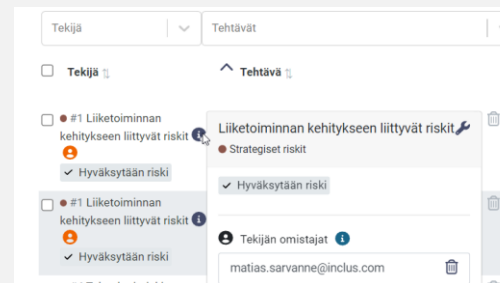 Tekijä
Tehtävät
Tekijä
Tehtävä
#1 Liiketoiminnan
kehitykseen liittyvät riskit
Hyväksytään riski
#1 Liiketoiminnan
kehitykseen liittyvät riskit
Hyväksytään riski
Liiketoiminnan kehitykseen liittyvät riskit
Strategiset riskit
Hyväksytään riski
Tekijän omistajat
matias.sarvanne@inclus.com